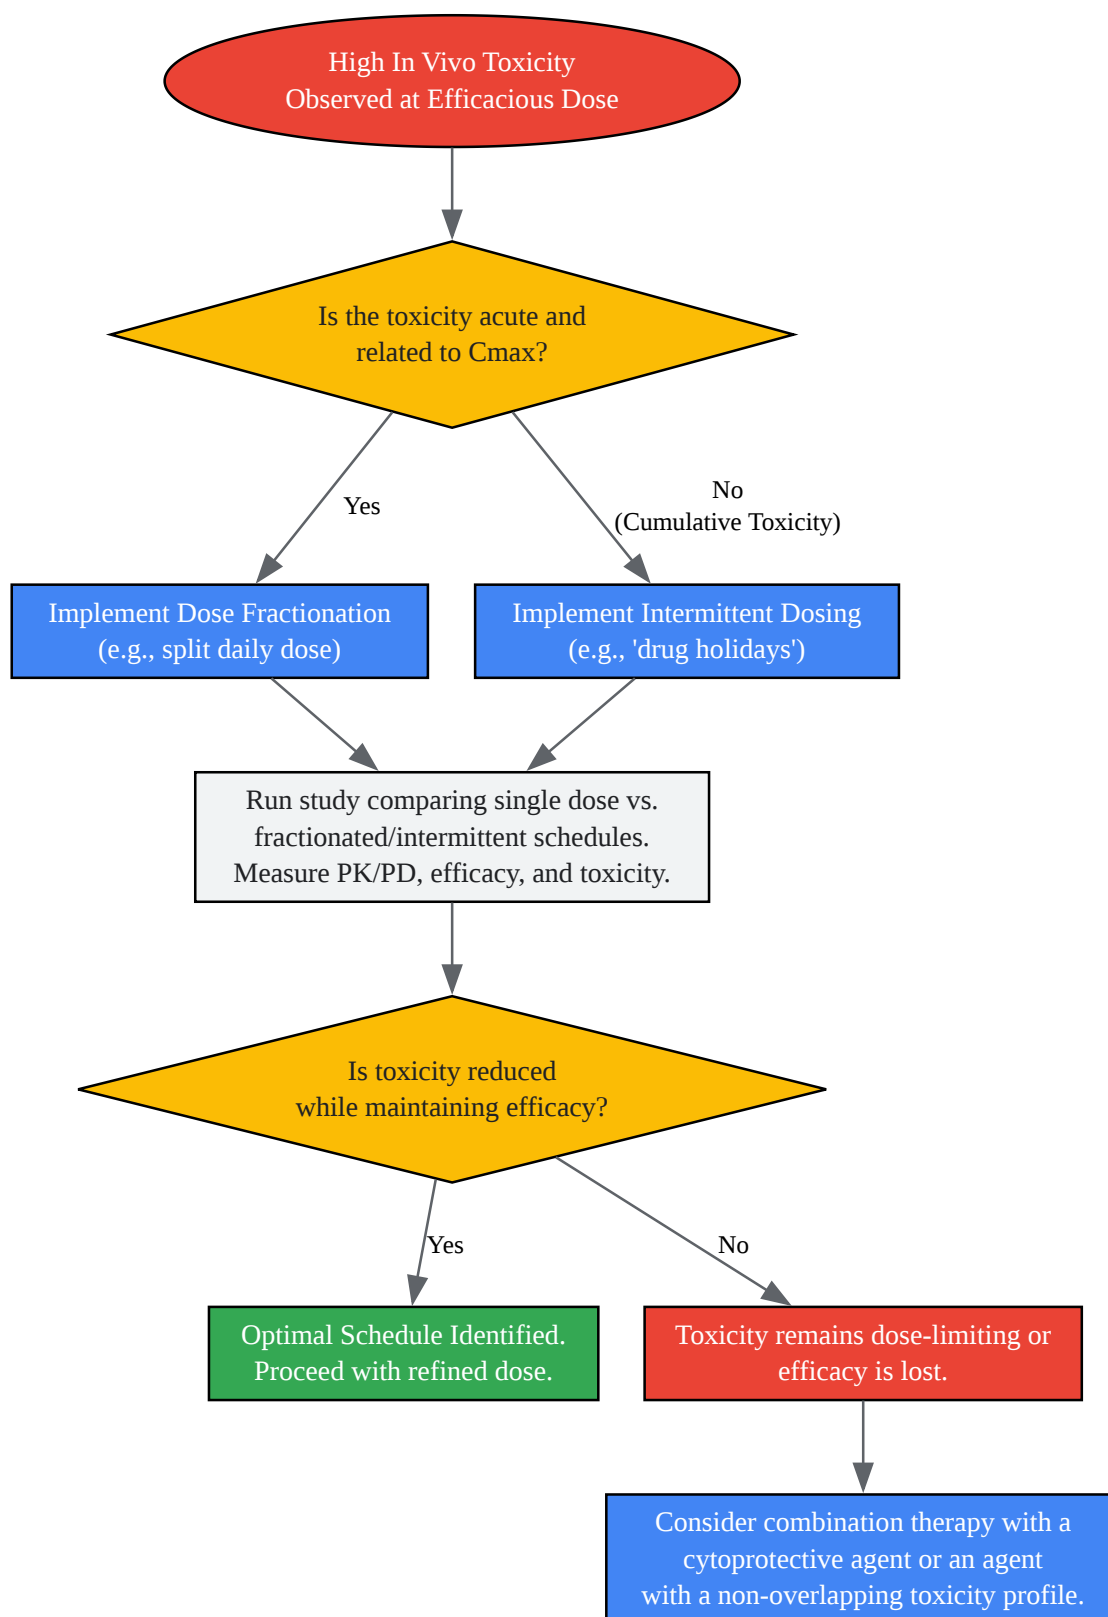 High In Vivo Toxicity
Observed at Efficacious Dose
Is the toxicity acute and
related to Cmax?
Yes
No
(Cumulative Toxicity)
Implement Dose Fractionation
(e.g., split daily dose)
Implement Intermittent Dosing
(e.g., 'drug holidays')
Run study comparing single dose vs.
fractionated/intermittent schedules.
Measure PK/PD, efficacy, and toxicity.
Is toxicity reduced
while maintaining efficacy?
Yes
No
Optimal Schedule Identified.
Proceed with refined dose.
Toxicity remains dose-limiting or
efficacy is lost.
Consider combination therapy with a
cytoprotective agent or an agent
with a non-overlapping toxicity profile.